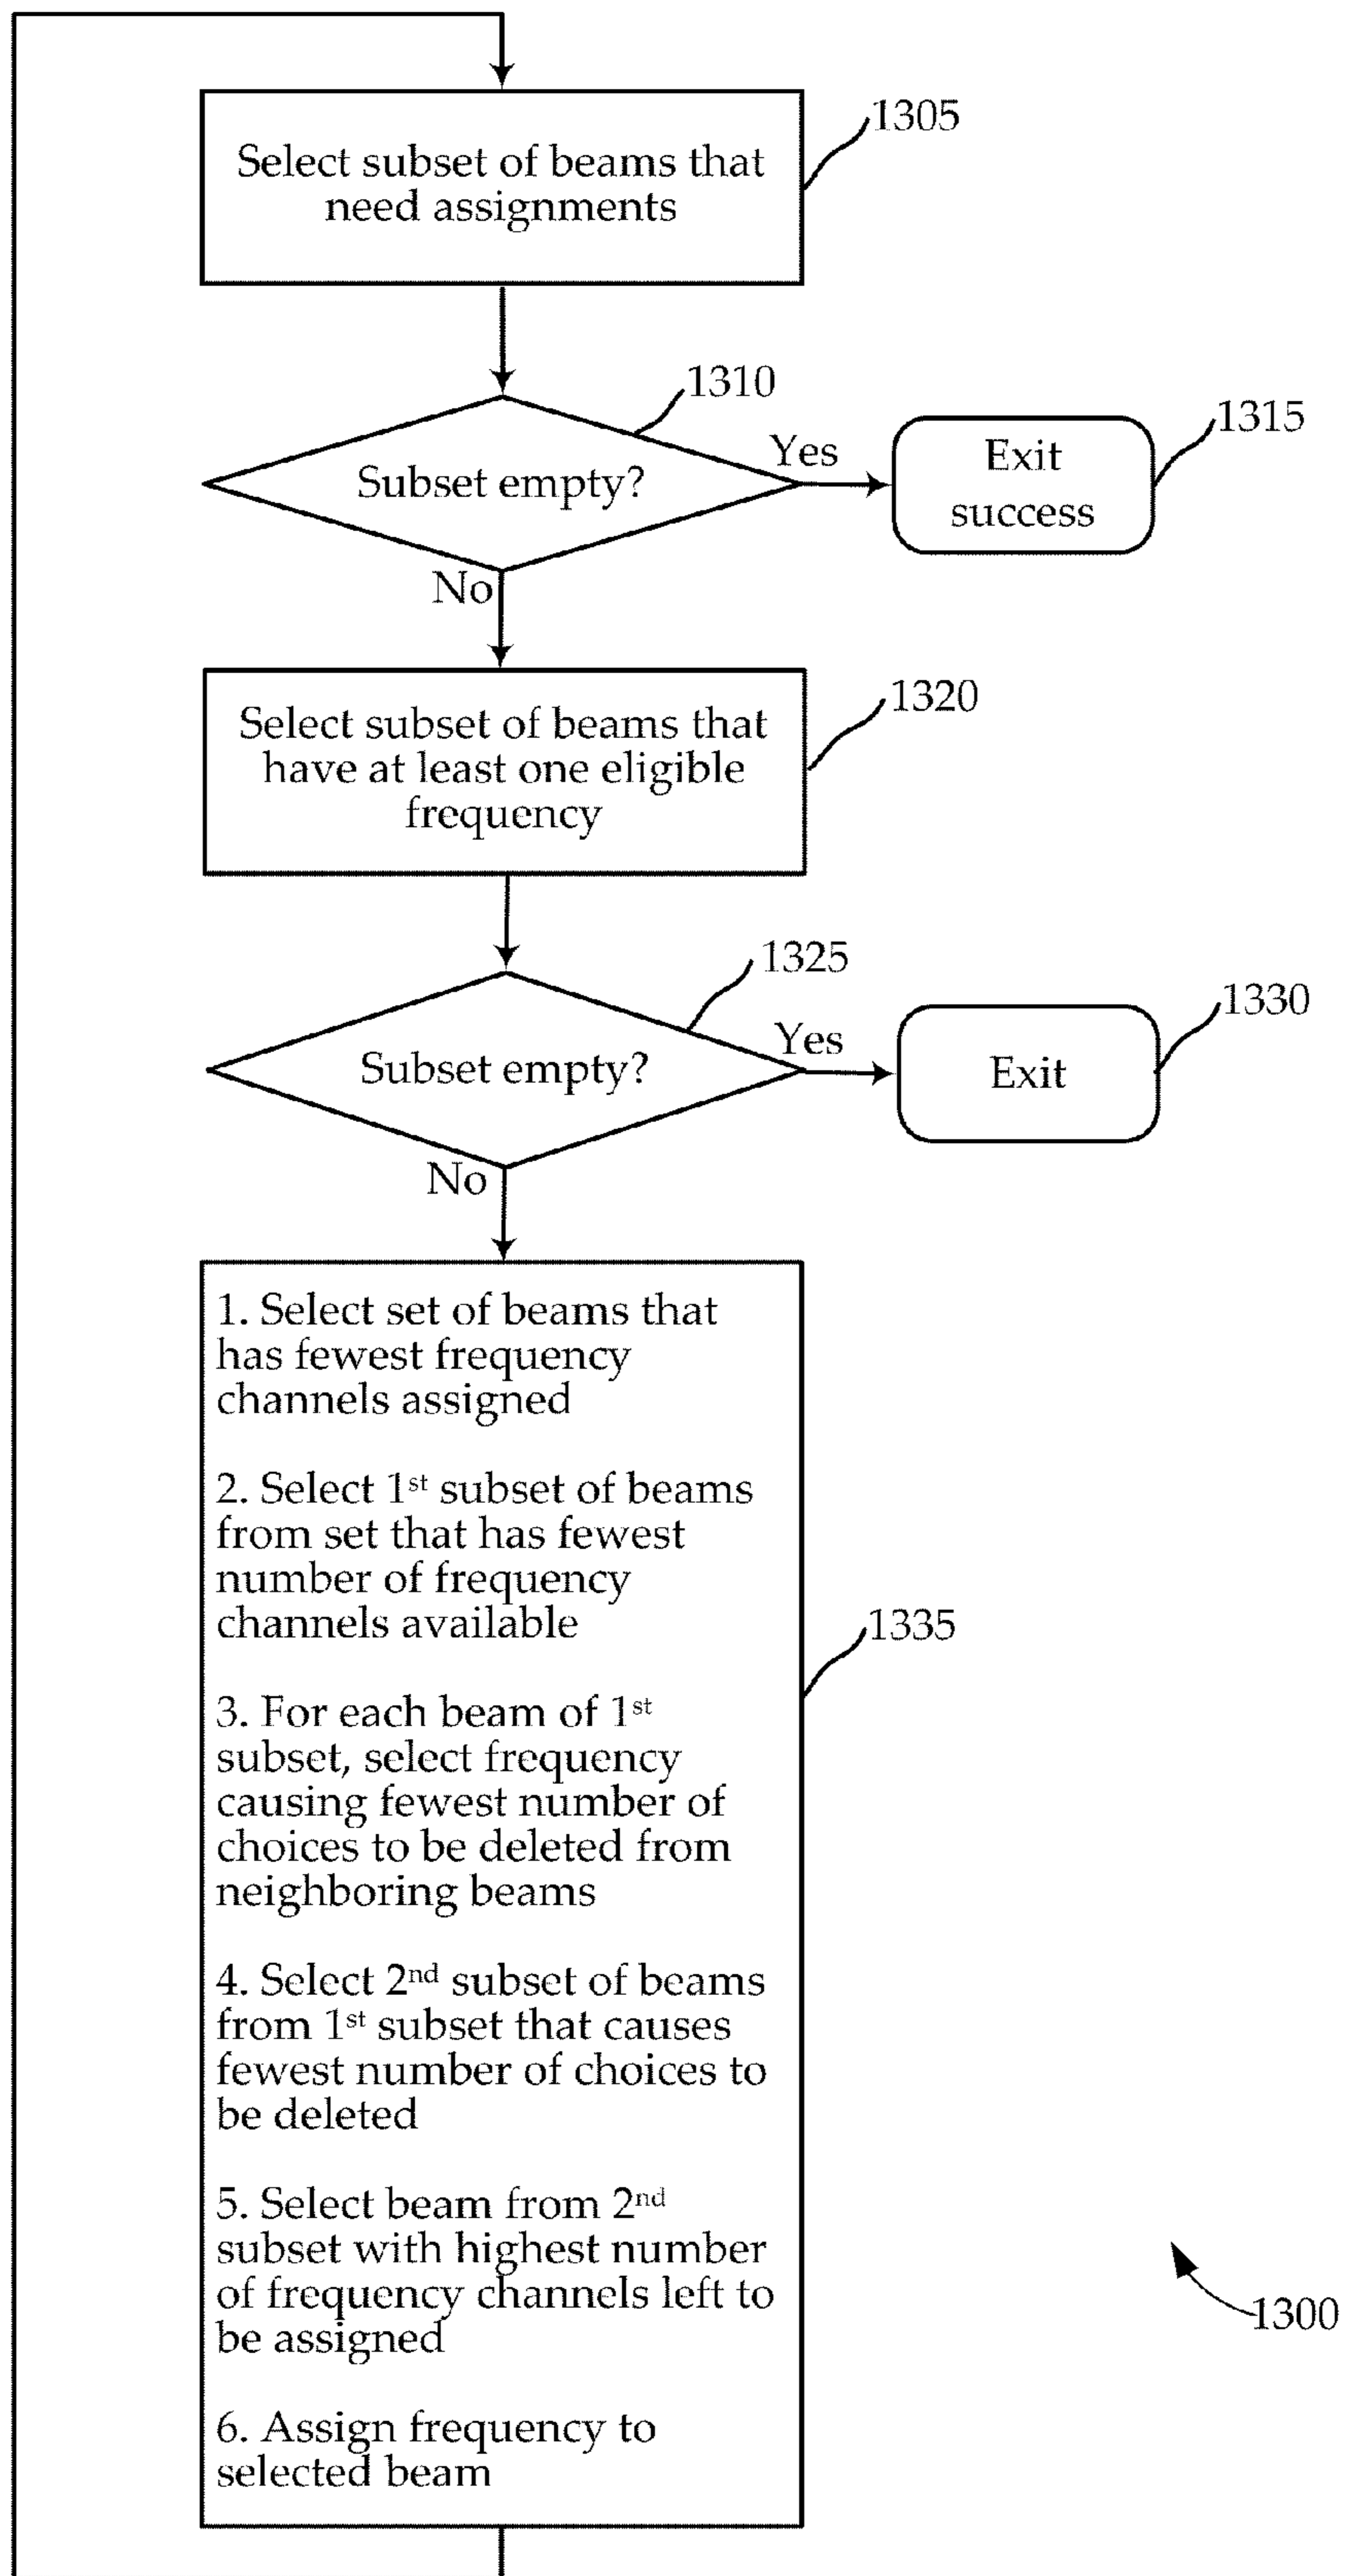 1305
Select subset of beams that
need assignments
1310
1315
Yes
Exit
success
Subset empty?
No
1320
Select subset of beams that
have at least one eligible
frequency
1325
1330
Yes
Subset empty?
Exit
No
1. Select set of beams that
has fewest frequency
channels assigned
2. Select 1st subset of beams
from set that has fewest
number of frequency
channels available
1335
3. For each beam of 1st
subset, select frequency
causing fewest number of
choices to be deleted from
neighboring beams
4. Select 2nd subset of beams
from 1st subset that causes
fewest number of choices to
be deleted
5. Select beam from 2nd
subset with highest number
of frequency channels left to
be assigned
1300
6. Assign frequency to
selected beam